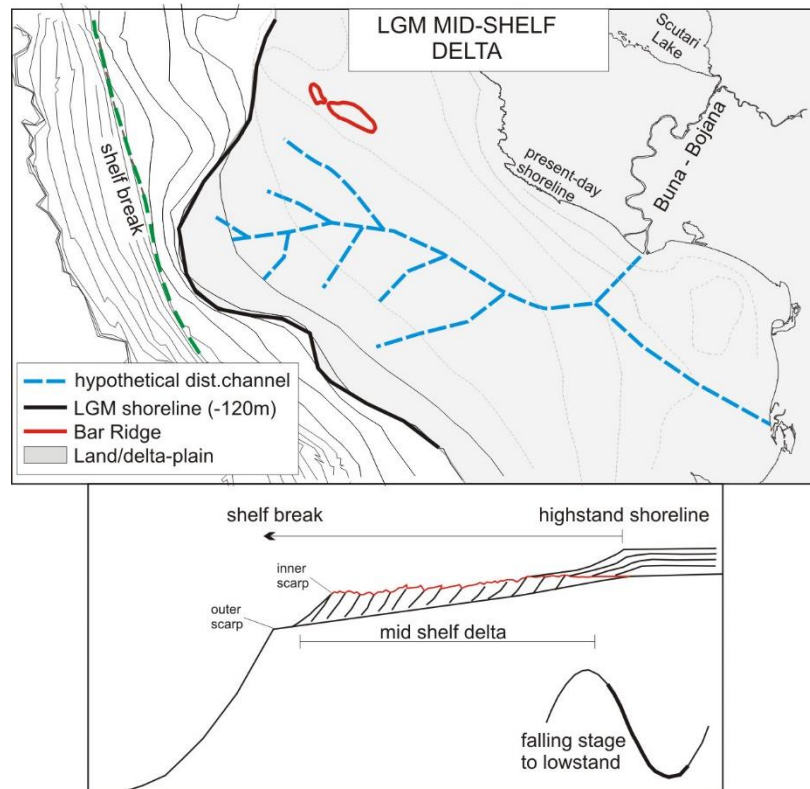 LGM MID-SHELF
DELTA
Scutari
Lake
Buna - Bojana
present-day
shoreline
shelf break
hypothetical dist.channel
LGM shoreline (-120m)
Bar Ridge
Land/delta-plain
shelf break
highstand shoreline
inner
scarp
outer
scarp
mid shelf delta
falling stage
to lowstand